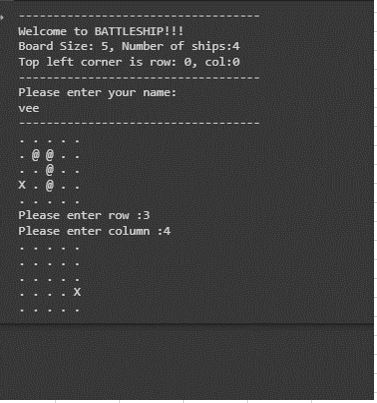 -----------------------------------
Welcome to BATTLESHIP!!!
Board Size: 5, Number of ships:4
Top left corner is row: 0, col:0
-----------------------------------
Please enter your name:
vee
-----------------------------------
. . . . .
. @ @ . .
. . @ . .
X . @ . .
. . . . .
Please enter row :3
Please enter column :4
. . . . .
. . . . .
. . . . .
. . . . X
. . . . .